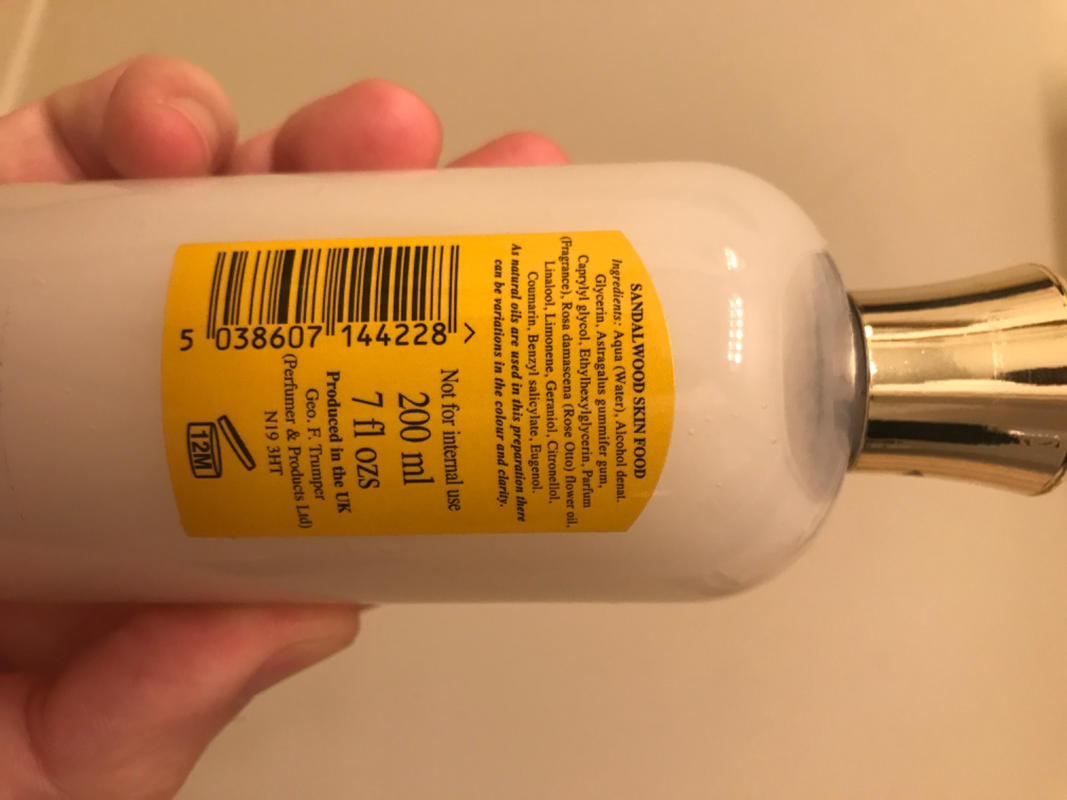 SANDALWOOD SKIN FOOD
Ingredients: Aqua (Water), Alcohol denat.
Glycerin, Astragalus gummifer gum,
Caprylyl glycol, Ethylhexylglycerin, Parfum
(Fragrance), Rosa damascena (Rose Otto) flower oil,
Linalool, Limonene, Geraniol, Citronellol,
Coumarin, Benzyl salicylate, Eugenol.
As natural oils are used in this preparation there
can be variations in the colour and clarity.
Not for internal use
200 ml
7 fl ozs
Produced in the UK
Geo. F. Trumper
(Perfumer & Products Ltd)
N19 3HT
5 038607 144228 >
12M